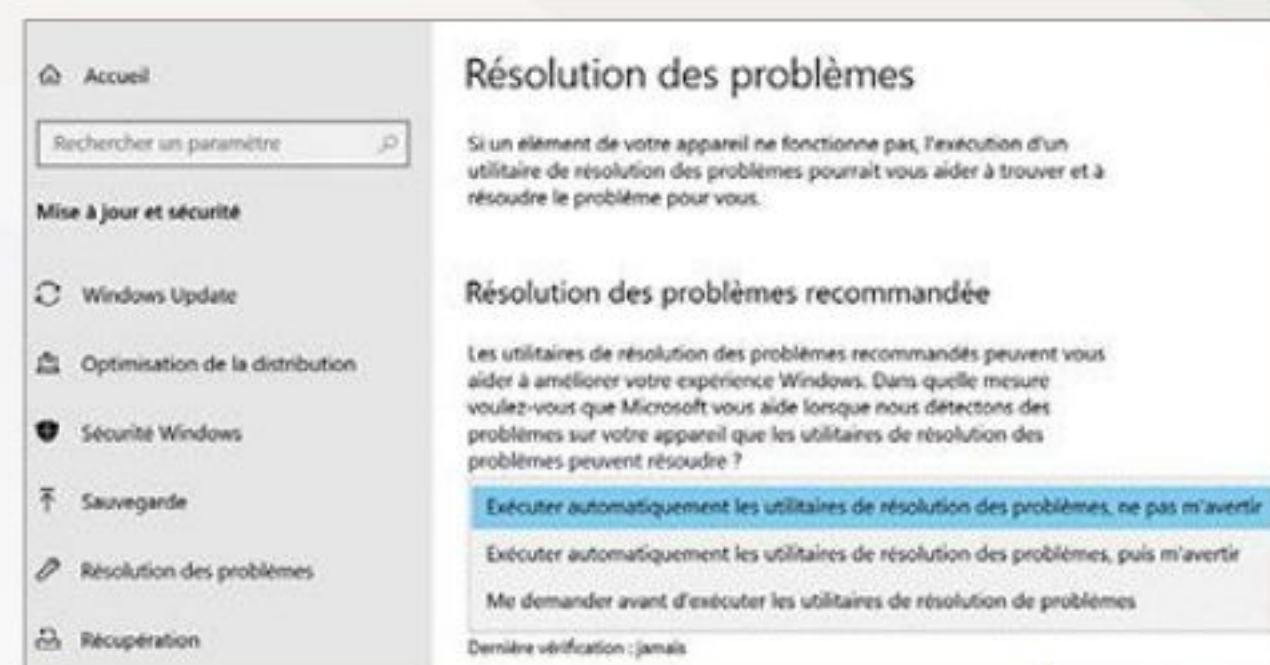 Accueil
Rechercher un paramètre
Mise à jour et sécurité
Windows Update
Optimisation de la distribution
Sécurité Windows
Sauvegarde
Résolution des problèmes
Récupération
Résolution des problèmes
Si un élément de votre appareil ne fonctionne pas, l'exécution d'un
utilitaire de résolution des problèmes pourrait vous aider à trouver et à
résoudre le problème pour vous.
Résolution des problèmes recommandée
Les utilitaires de résolution des problèmes recommandés peuvent vous
aider à améliorer votre expérience Windows. Dans quelle mesure
voulez-vous que Microsoft vous aide lorsque nous détectons des
problèmes sur votre appareil que les utilitaires de résolution des
problèmes peuvent résoudre ?
Exécuter automatiquement les utilitaires de résolution des problèmes, ne pas m'avertir
Exécuter automatiquement les utilitaires de résolution des problèmes, puis m'avertir
Me demander avant d'exécuter les utilitaires de résolution de problèmes
Dernière vérification : jamais